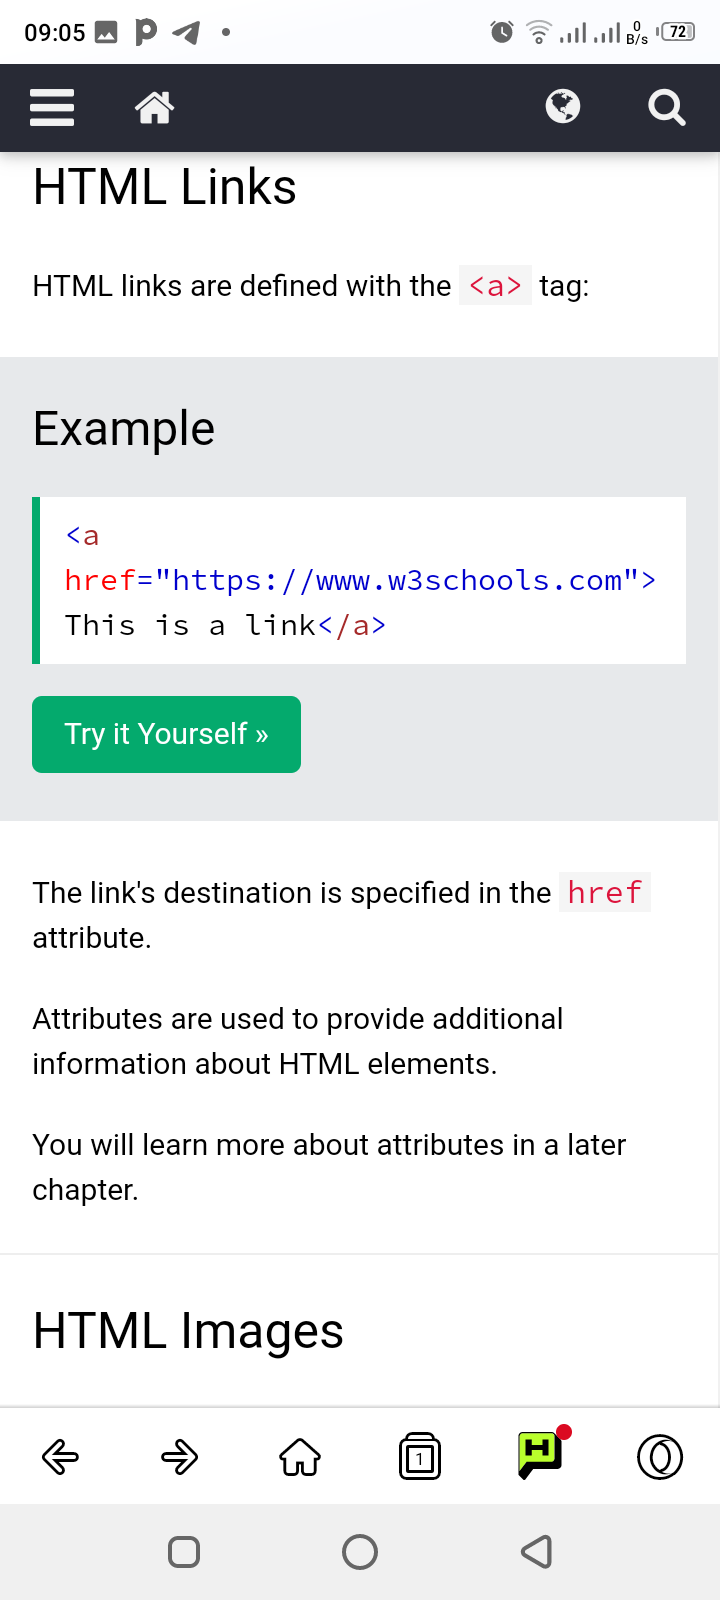 09:05
0
B/s
72
HTML Links
HTML links are defined with the <a> tag:
Example
<a
href="https://www.w3schools.com">
This is a link</a>
Try it Yourself »
The link's destination is specified in the href
attribute.
Attributes are used to provide additional
information about HTML elements.
You will learn more about attributes in a later
chapter.
HTML Images
1
H